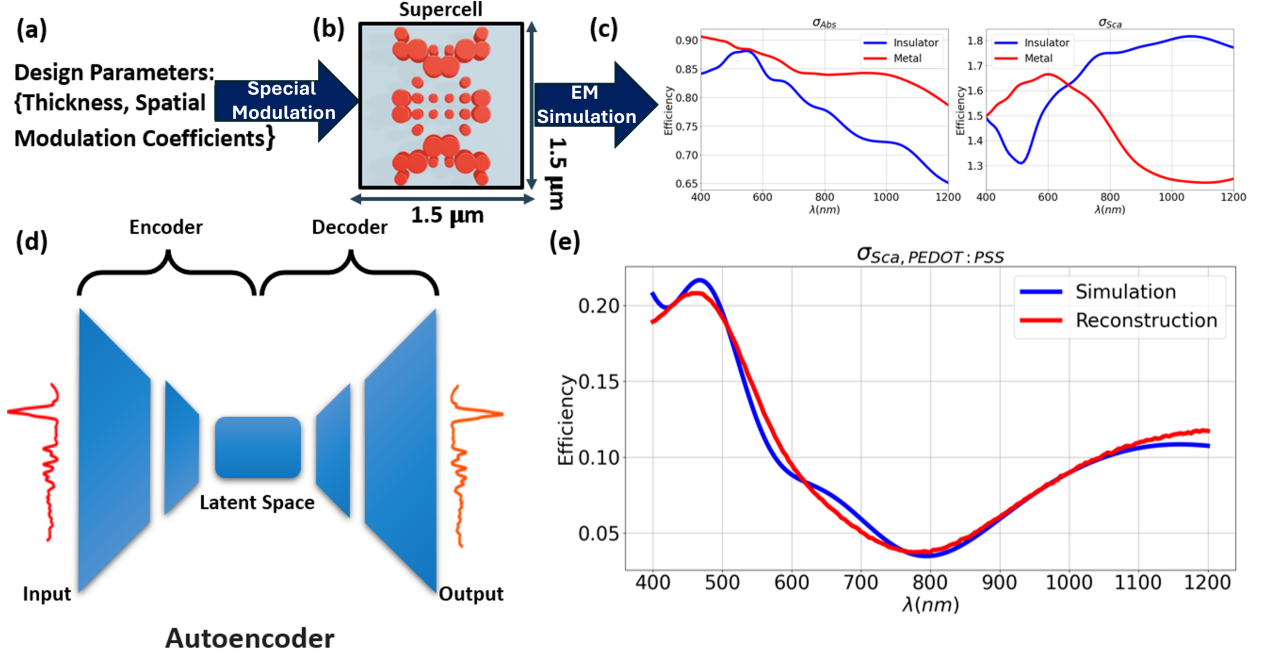 (a)
Design Parameters:
{Thickness, Spatial
Modulation Coefficients}
Special
Modulation
(b)
Supercell
1.5 μm
1.5 μm
EM
Simulation
(c)
σAbs
Insulator
Metal
Efficiency
0.90
0.85
0.80
0.75
0.70
0.65
400
600
800
1000
1200
λ(nm)
σSca
Insulator
Metal
Efficiency
1.8
1.7
1.6
1.5
1.4
1.3
400
600
800
1000
1200
λ(nm)
(d)
Encoder
Decoder
Latent Space
Input
Output
Autoencoder
(e)
σSca, PEDOT : PSS
Simulation
Reconstruction
Efficiency
0.20
0.15
0.10
0.05
400
500
600
700
800
900
1000
1100
1200
λ(nm)